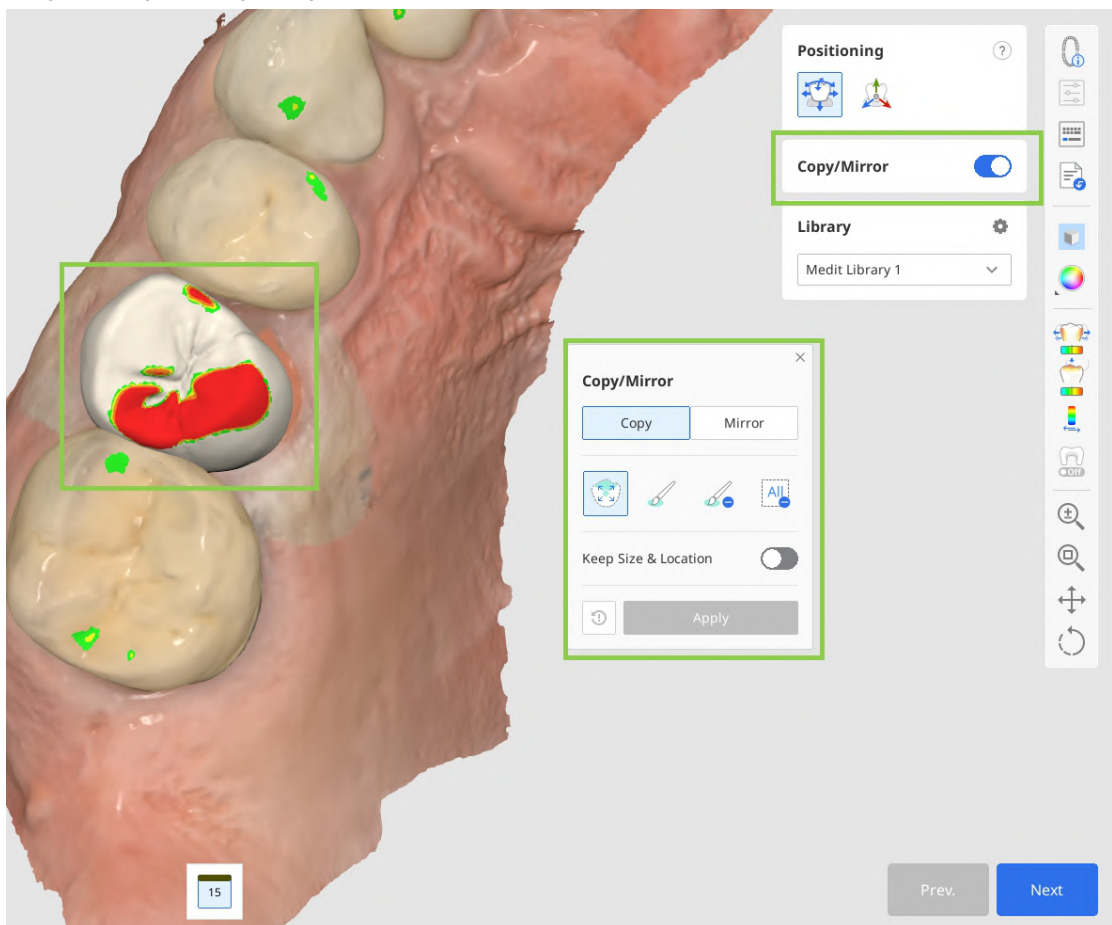 Positioning
?
Copy/Mirror
Library
Medit Library 1
Copy/Mirror
Copy
Mirror
All
Keep Size & Location
Apply
Off
15
Prev.
Next